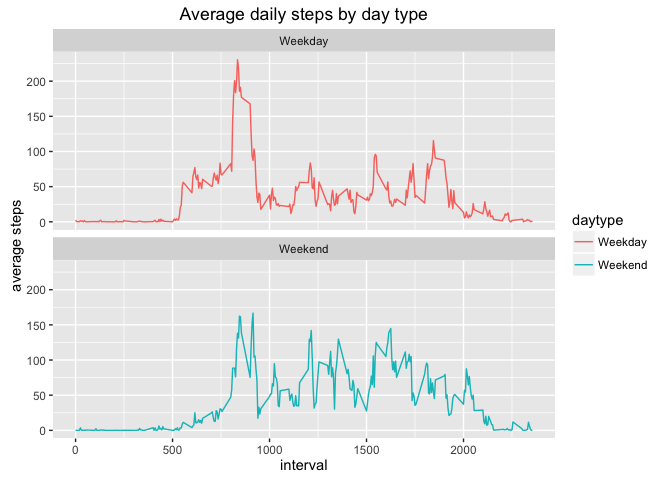 Average daily steps by day type
Weekday
200
150
100
50
0
Weekend
200
150
100
50
0
0 500 1000 1500 2000
interval
average steps
daytype
Weekday
Weekend